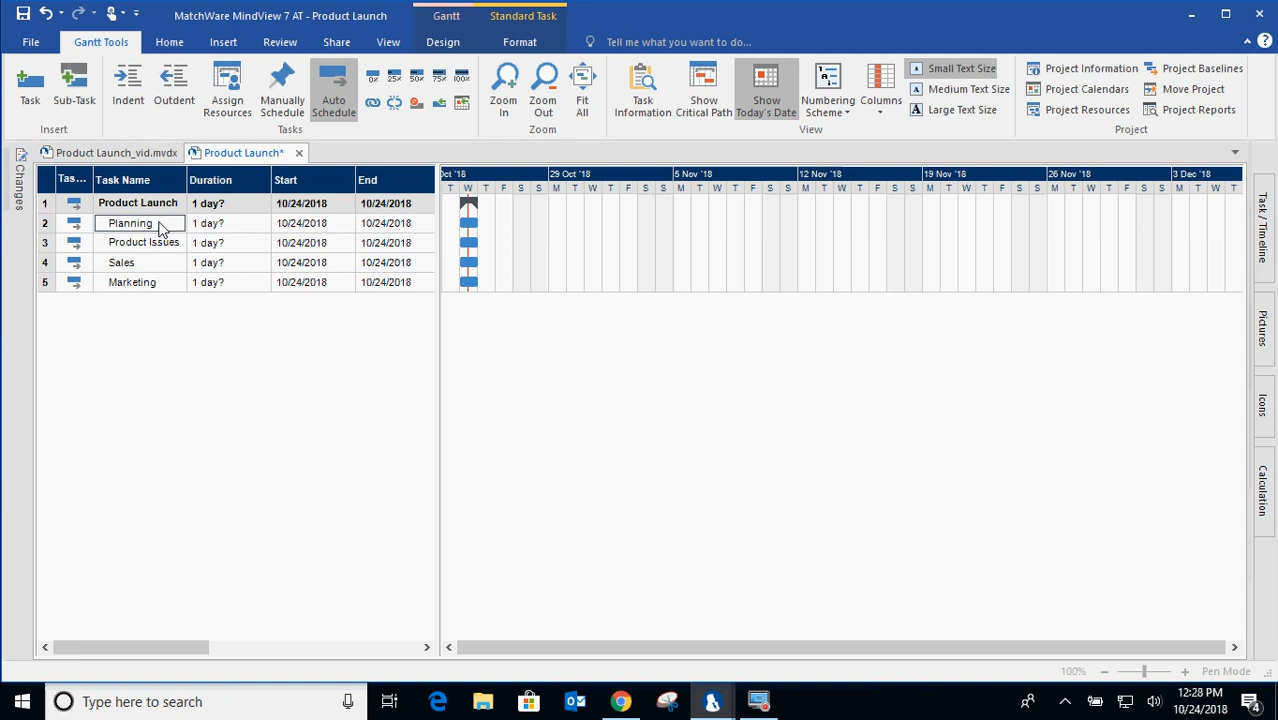 MatchWare MindView 7 AT - Product Launch
Gantt
Standard Task
File
Gantt Tools
Home
Insert
Review
Share
View
Design
Format
Tell me what you want to do...
Task
Sub-Task
Indent
Outdent
Assign Resources
Manually Schedule
Auto Schedule
0x 25x 50x 75x 100x
Zoom In
Zoom Out
Fit All
Task Information
Show Critical Path
Show Today's Date
Numbering Scheme
Columns
Small Text Size
Medium Text Size
Large Text Size
Project Information
Project Calendars
Project Resources
Project Baselines
Move Project
Project Reports
Insert
Tasks
Zoom
View
Project
Product Launch_vid.mvdx
Product Launch*
Changes
Tas... Task Name Duration Start End
1 Product Launch 1 day? 10/24/2018 10/24/2018
2 Planning 1 day? 10/24/2018 10/24/2018
3 Product Issues 1 day? 10/24/2018 10/24/2018
4 Sales 1 day? 10/24/2018 10/24/2018
5 Marketing 1 day? 10/24/2018 10/24/2018
Oct '18 29 Oct '18 5 Nov '18 12 Nov '18 19 Nov '18 26 Nov '18 3 Dec '18
T W T F S S M T W T F S S M T W T F S S M T W T F S S M T W T F S S M T W T F S S M T W T
Task / Timeline
Pictures
Icons
Calculation
100%
Pen Mode
Type here to search
12:28 PM
10/24/2018
4